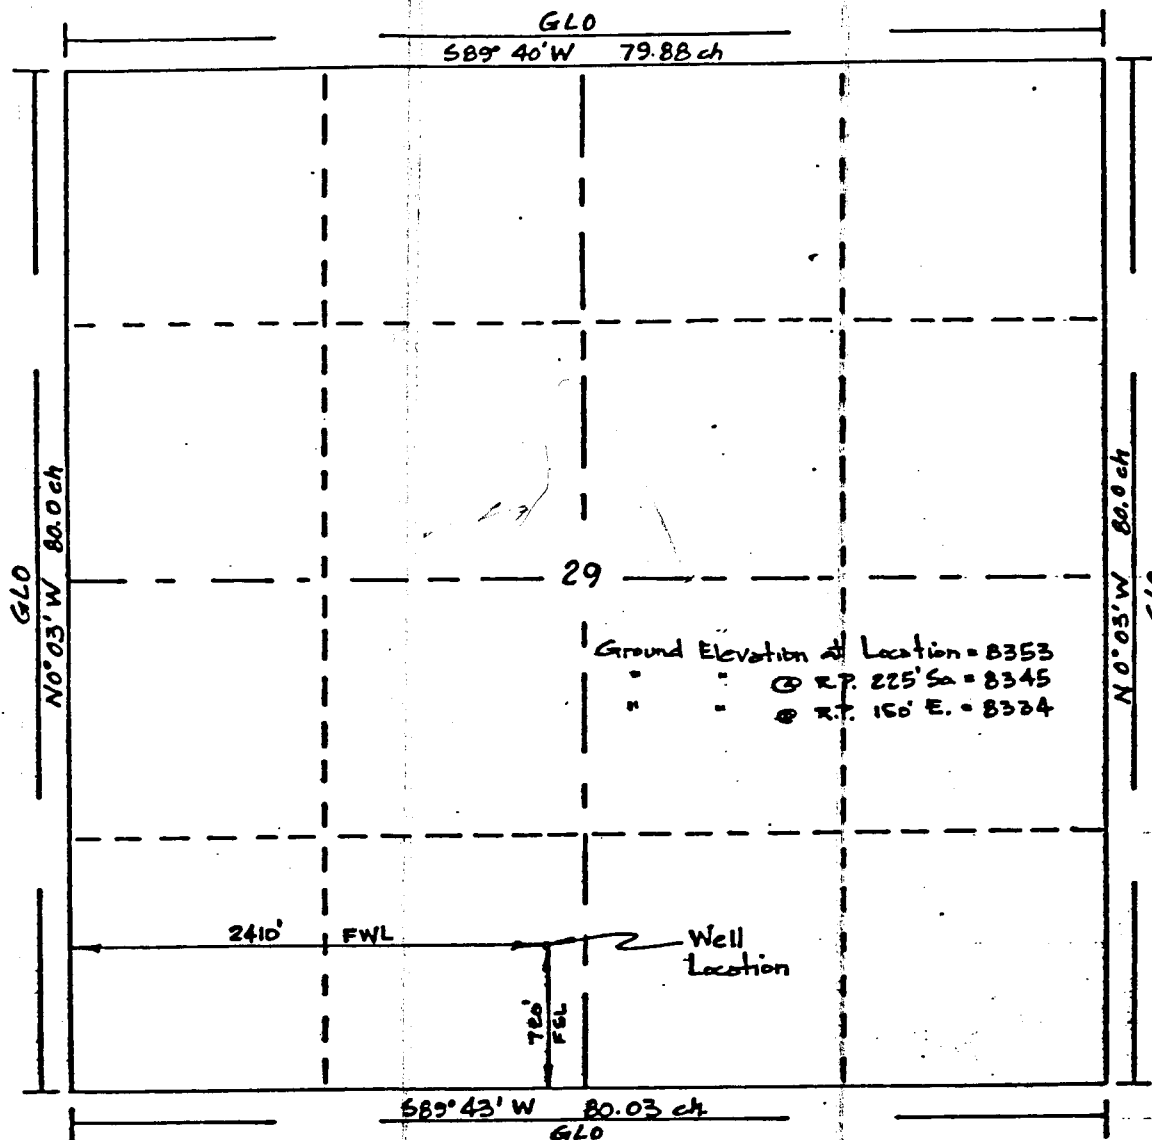 GLO
S89° 40' W 79.88 ch
GLO
N0° 03' W 80.0 ch
N0° 03' W 80.0 ch
GLO
29
Ground Elevation at Location = 8353
" " @ R.P. 225' So = 8345
" " @ R.P. 150' E. = 8334
2410' FWL
Well
Location
720'
FSL
S89° 43' W 80.03 ch
GLO